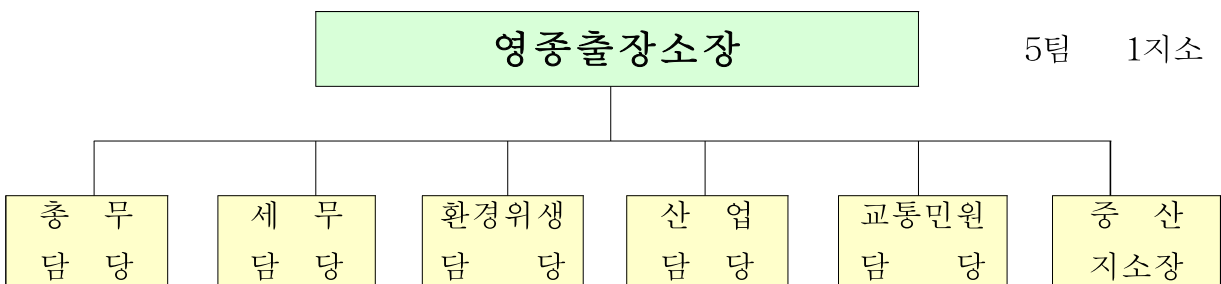 영종출장소장
5팀 1지소
총 무
담 당
세 무
담 당
환경위생
담 당
산 업
담 당
교통민원
담 당
중 산
지소장